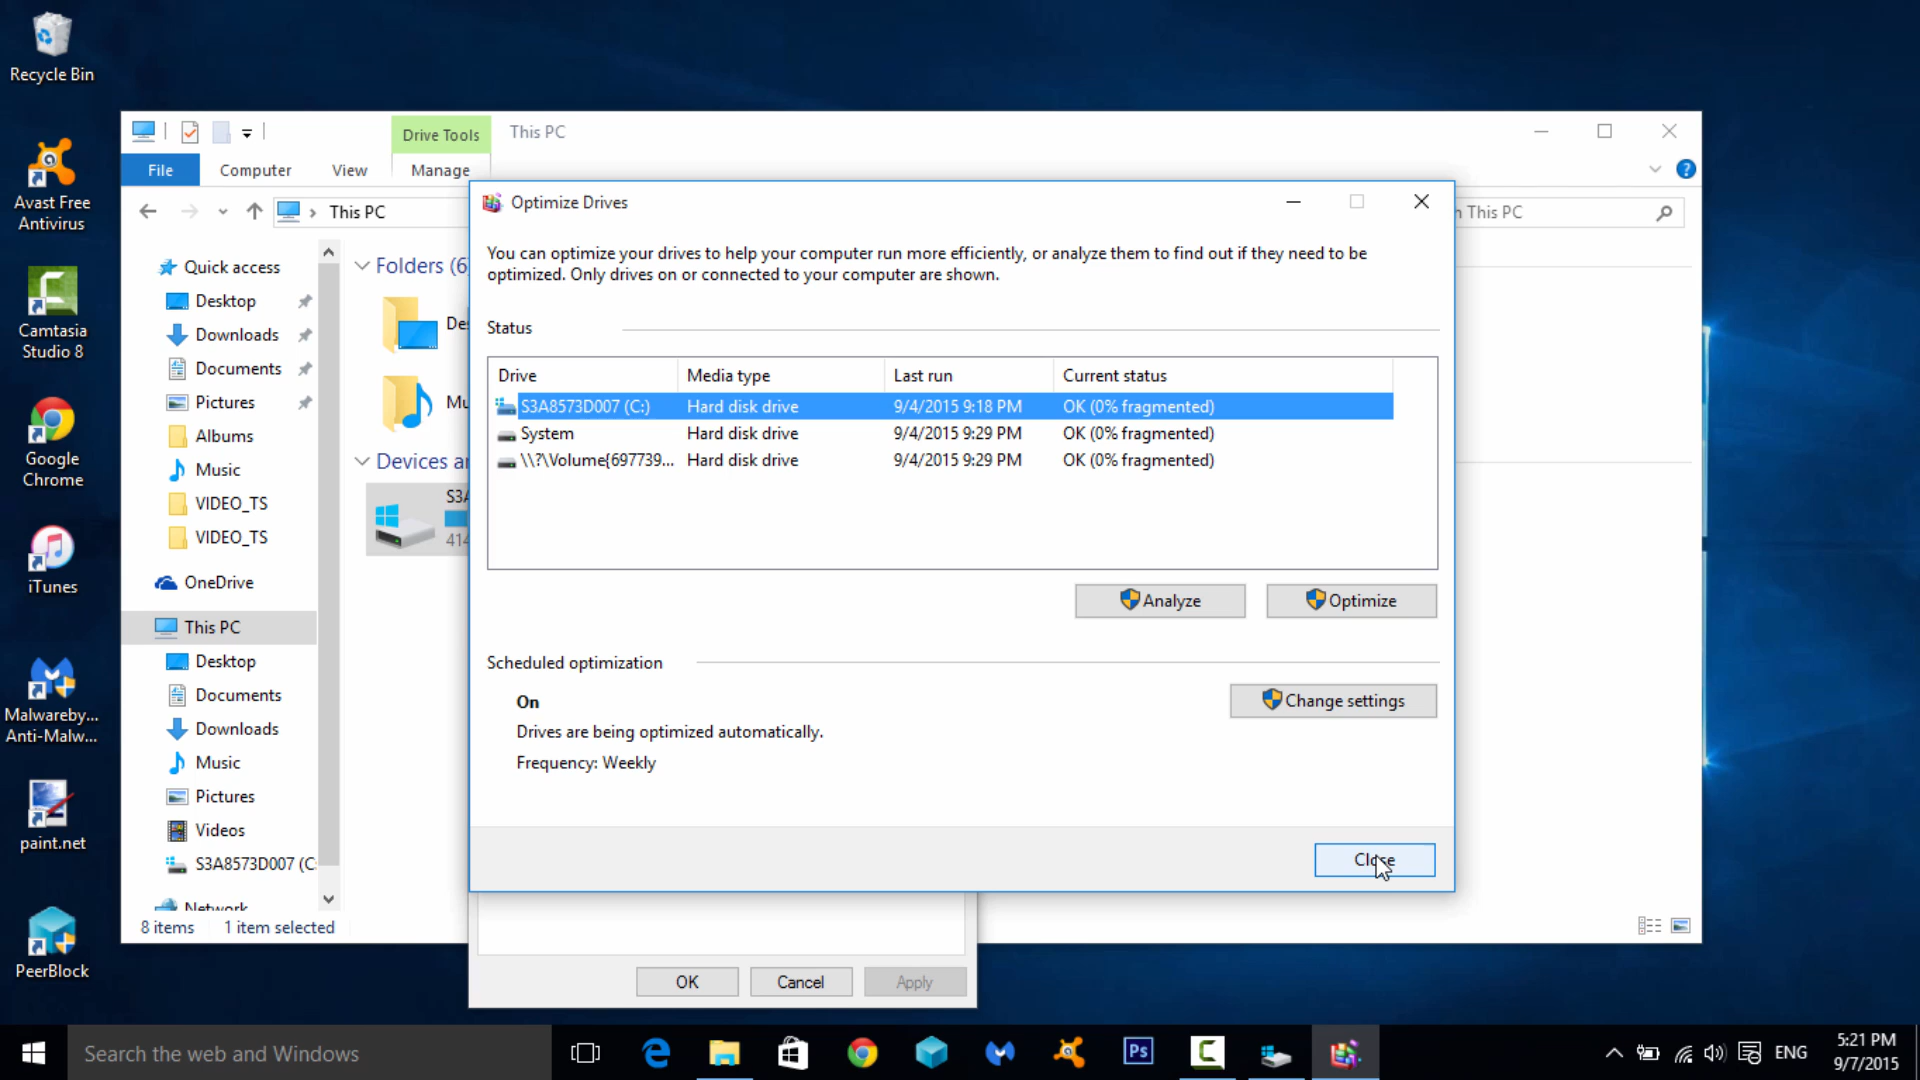 Recycle Bin
Avast Free
Antivirus
Camtasia
Studio 8
Google
Chrome
iTunes
Malwareby...
Anti-Malw...
paint.net
PeerBlock
Drive Tools
This PC
File
Computer
View
Manage
This PC
This PC
Quick access
Desktop
Downloads
Documents
Pictures
Albums
Music
VIDEO_TS
VIDEO_TS
OneDrive
This PC
Desktop
Documents
Downloads
Music
Pictures
Videos
S3A8573D007 (C:
Network
Folders (6
Devices
S3A
414
8 items
1 item selected
Optimize Drives
You can optimize your drives to help your computer run more efficiently, or analyze them to find out if they need to be
optimized. Only drives on or connected to your computer are shown.
Status
Drive Media type Last run Current status
S3A8573D007 (C:) Hard disk drive 9/4/2015 9:18 PM OK (0% fragmented)
System Hard disk drive 9/4/2015 9:29 PM OK (0% fragmented)
\\?\Volume{697739... Hard disk drive 9/4/2015 9:29 PM OK (0% fragmented)
Analyze
Optimize
Scheduled optimization
On
Change settings
Drives are being optimized automatically.
Frequency: Weekly
Close
OK
Cancel
Apply
Search the web and Windows
Ps
ENG
5:21 PM
9/7/2015